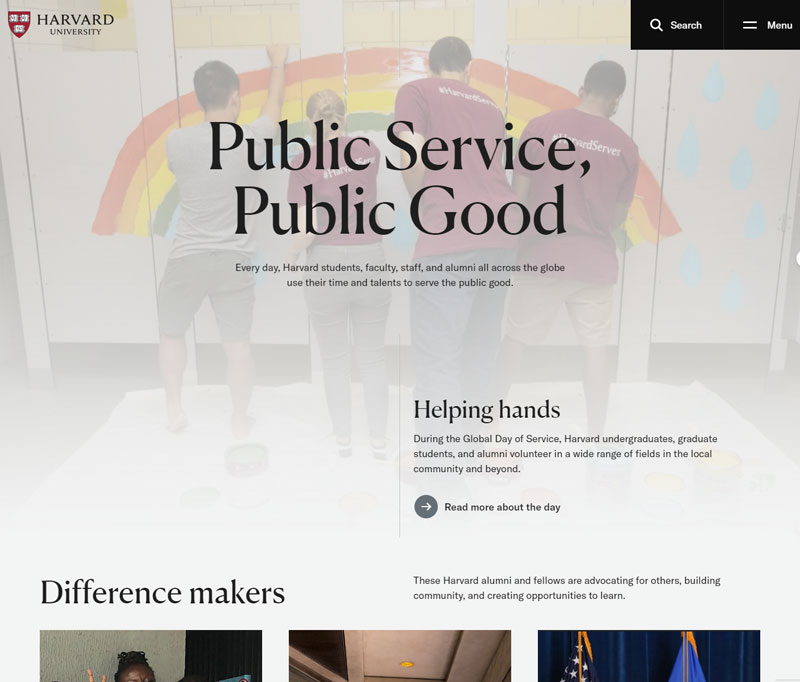 HARVARD
UNIVERSITY
Search
Menu
#HarvardServes
#HarvardServes
#HarvardServes
Public Service,
Public Good
Every day, Harvard students, faculty, staff, and alumni all across the globe
use their time and talents to serve the public good.
Helping hands
During the Global Day of Service, Harvard undergraduates, graduate
students, and alumni volunteer in a wide range of fields in the local
community and beyond.
Read more about the day
Difference makers
These Harvard alumni and fellows are advocating for others, building
community, and creating opportunities to learn.